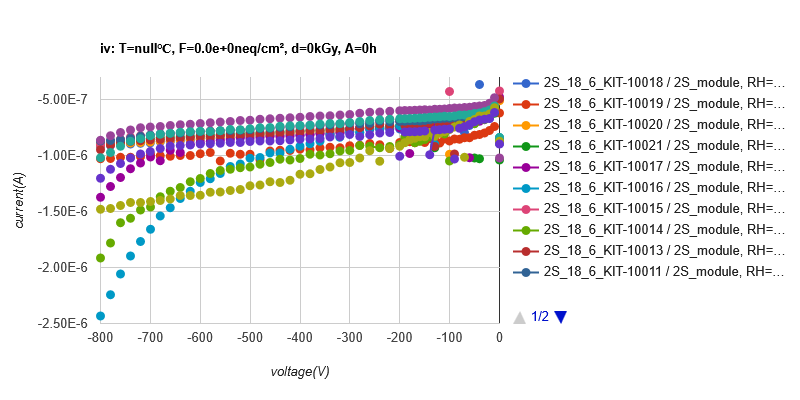 iv: T=null°C, F=0.0e+0neq/cm², d=0kGy, A=0h
-5.00E-7
-1.00E-6
-1.50E-6
-2.00E-6
-2.50E-6
current(A)
-800 -700 -600 -500 -400 -300 -200 -100 0
voltage(V)
2S_18_6_KIT-10018 / 2S_module, RH=...
2S_18_6_KIT-10019 / 2S_module, RH=...
2S_18_6_KIT-10020 / 2S_module, RH=...
2S_18_6_KIT-10021 / 2S_module, RH=...
2S_18_6_KIT-10017 / 2S_module, RH=...
2S_18_6_KIT-10016 / 2S_module, RH=...
2S_18_6_KIT-10015 / 2S_module, RH=...
2S_18_6_KIT-10014 / 2S_module, RH=...
2S_18_6_KIT-10013 / 2S_module, RH=...
2S_18_6_KIT-10011 / 2S_module, RH=...
1/2